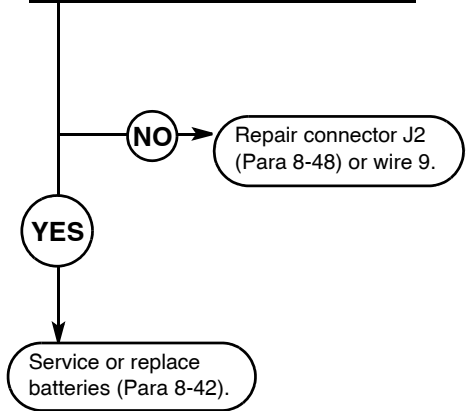 NO
Repair connector J2
(Para 8-48) or wire 9.
YES
Service or replace
batteries (Para 8-42).